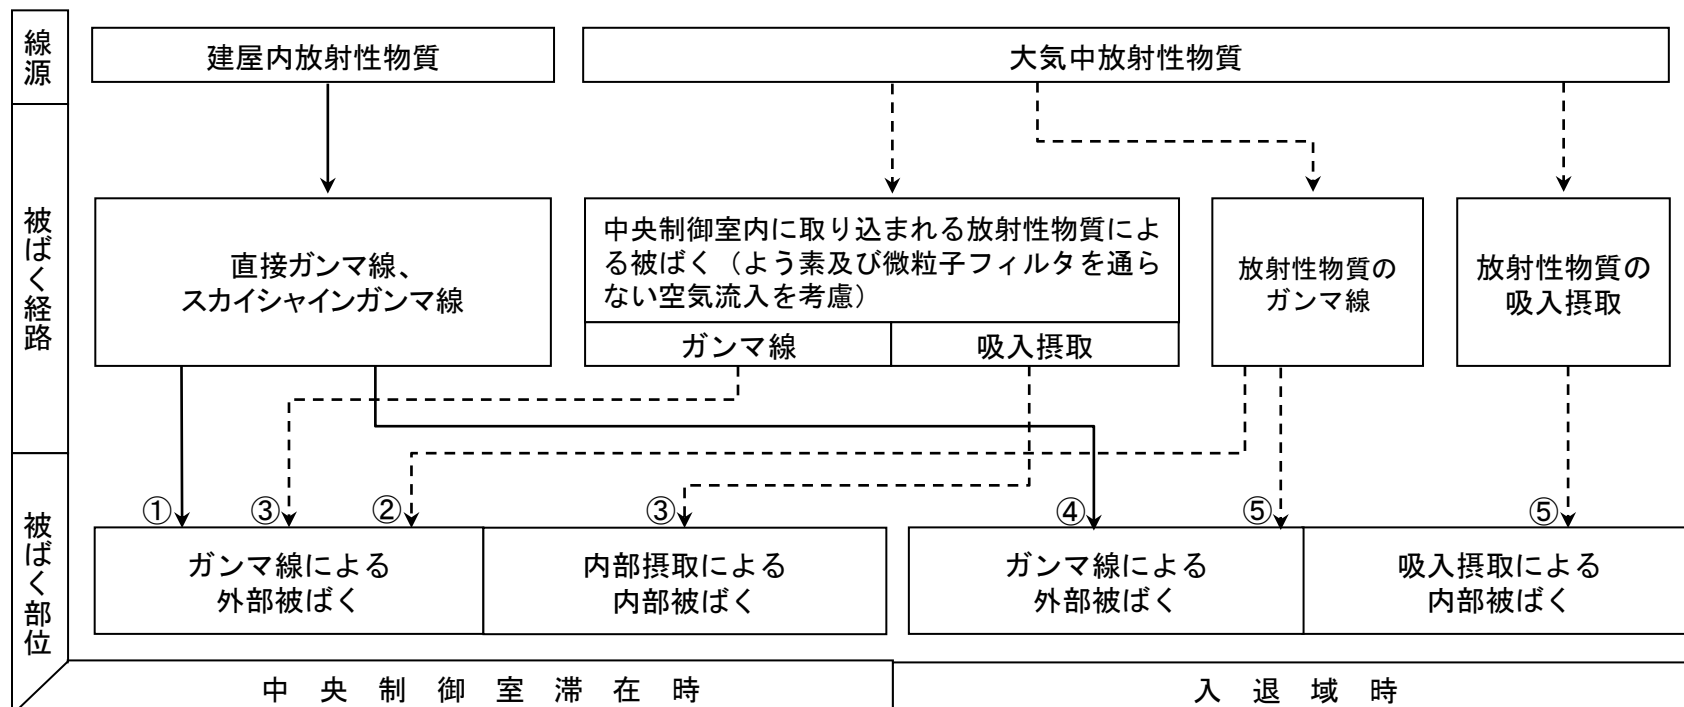 線源
建屋内放射性物質
大気中放射性物質
被ばく経路
直接ガンマ線、
スカイシャインガンマ線
中央制御室内に取り込まれる放射性物質によ
る被ばく（よう素及び微粒子フィルタを通ら
ない空気流入を考慮）
ガンマ線
吸入摂取
放射性物質の
ガンマ線
放射性物質の
吸入摂取
被ばく部位
①
③
②
③
④
⑤
⑤
ガンマ線による
外部被ばく
内部摂取による
内部被ばく
ガンマ線による
外部被ばく
吸入摂取による
内部被ばく
中央制御室滞在時
入退域時